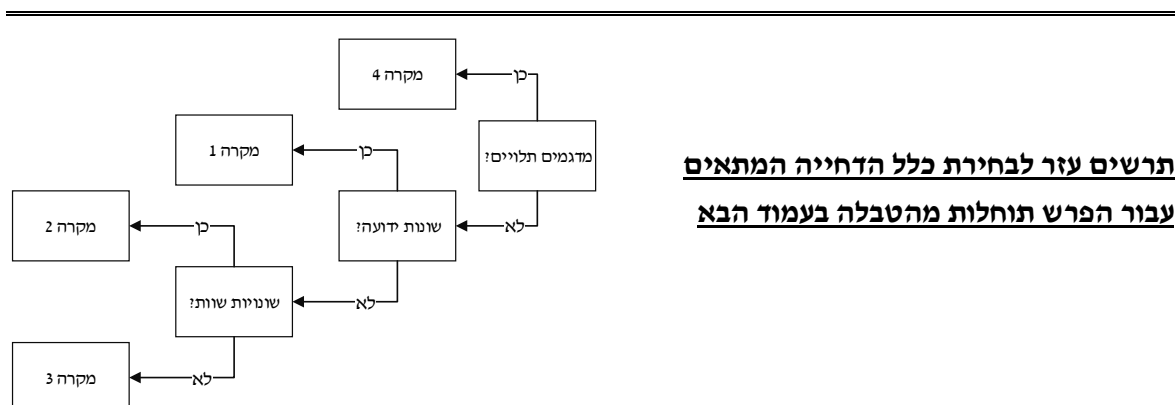 תרשים עזר לבחירת כלל הדחייה המתאים
עבור הפרש תוחלות מהטבלה בעמוד הבא
מדגמים תלויים?
כן
מקרה 4
לא
שונות ידועה?
כן
מקרה 1
לא
שונויות שוות?
כן
מקרה 2
לא
מקרה 3